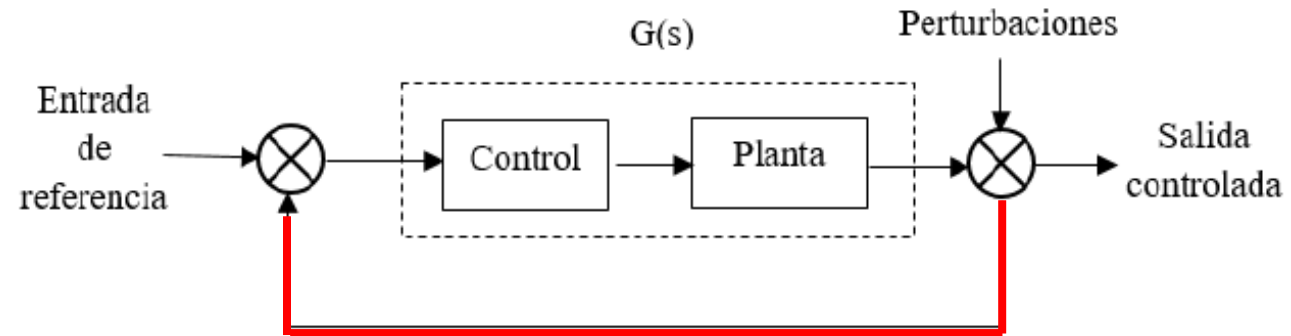 G(s)
Perturbaciones
Entrada
de
referencia
Control
Planta
Salida
controlada